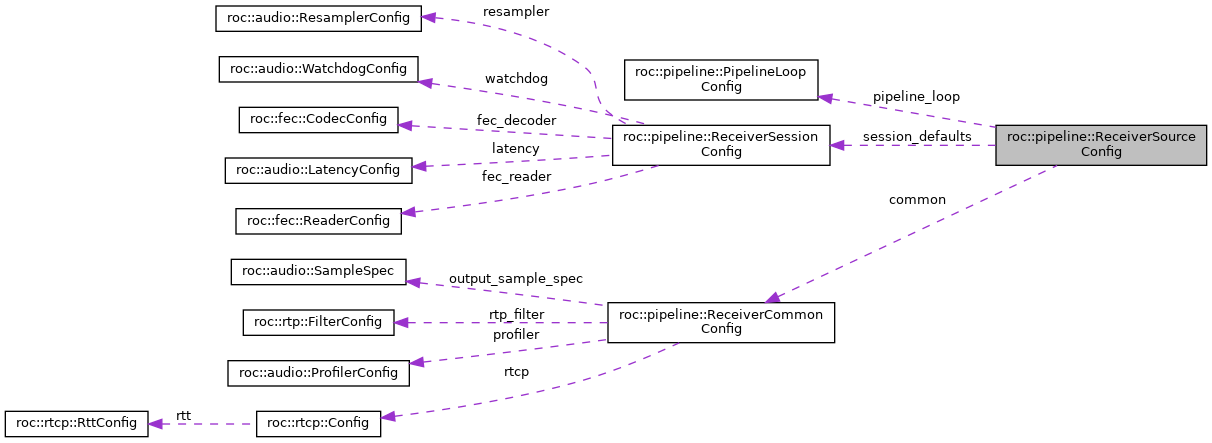 roc::audio::ResamplerConfig
resampler
roc::audio::WatchdogConfig
watchdog
roc::pipeline::PipelineLoop
Config
pipeline_loop
roc::fec::CodecConfig
fec_decoder
roc::pipeline::ReceiverSession
Config
session_defaults
roc::pipeline::ReceiverSource
Config
latency
roc::audio::LatencyConfig
fec_reader
roc::fec::ReaderConfig
common
roc::audio::SampleSpec
output_sample_spec
roc::rtp::FilterConfig
rtp_filter
roc::pipeline::ReceiverCommon
Config
profiler
roc::audio::ProfilerConfig
rtcp
roc::rtcp::RttConfig
rtt
roc::rtcp::Config